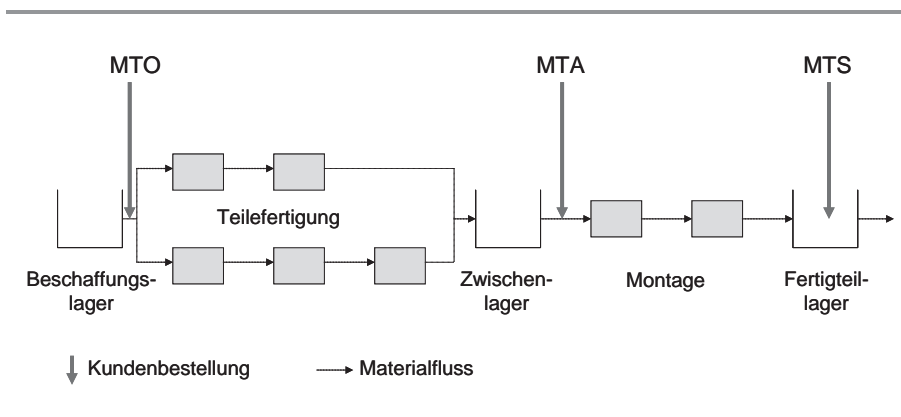 MTO
MTA
MTS
Teilefertigung
Beschaffungs-
lager
Zwischen-
lager
Montage
Fertigteil-
lager
Kundenbestellung
Materialfluss